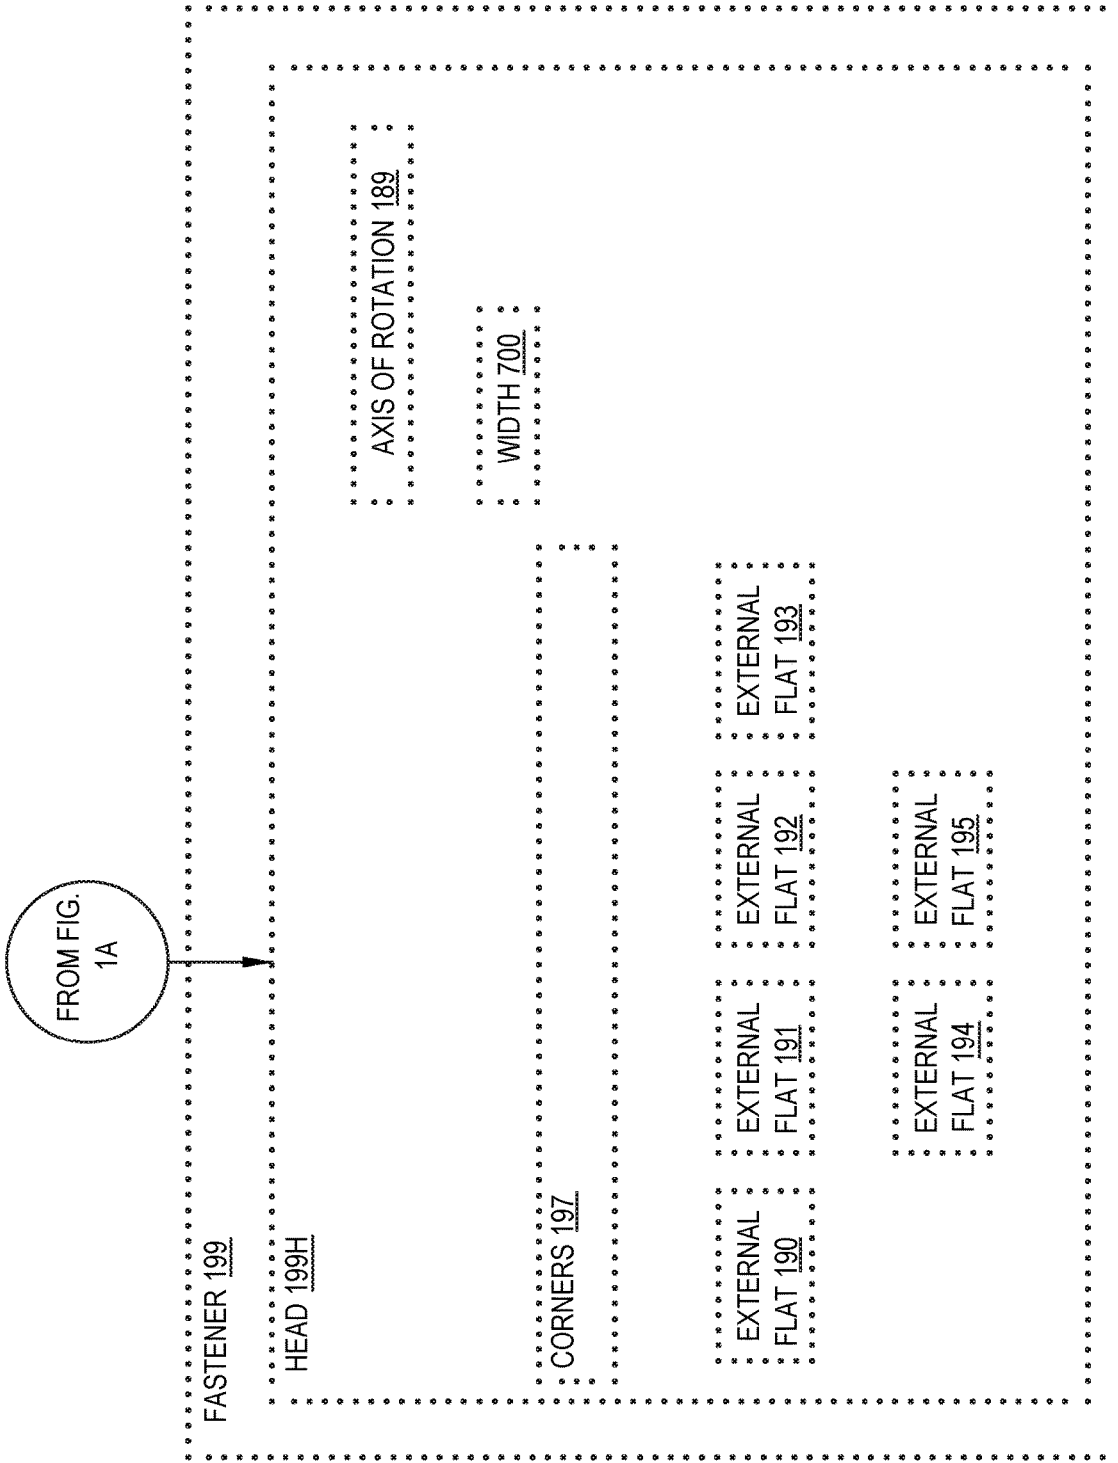 FROM FIG.
1A
FASTENER 199
HEAD 199H
AXIS OF ROTATION 189
WIDTH 700
CORNERS 197
EXTERNAL
FLAT 190
EXTERNAL
FLAT 191
EXTERNAL
FLAT 192
EXTERNAL
FLAT 193
EXTERNAL
FLAT 194
EXTERNAL
FLAT 195